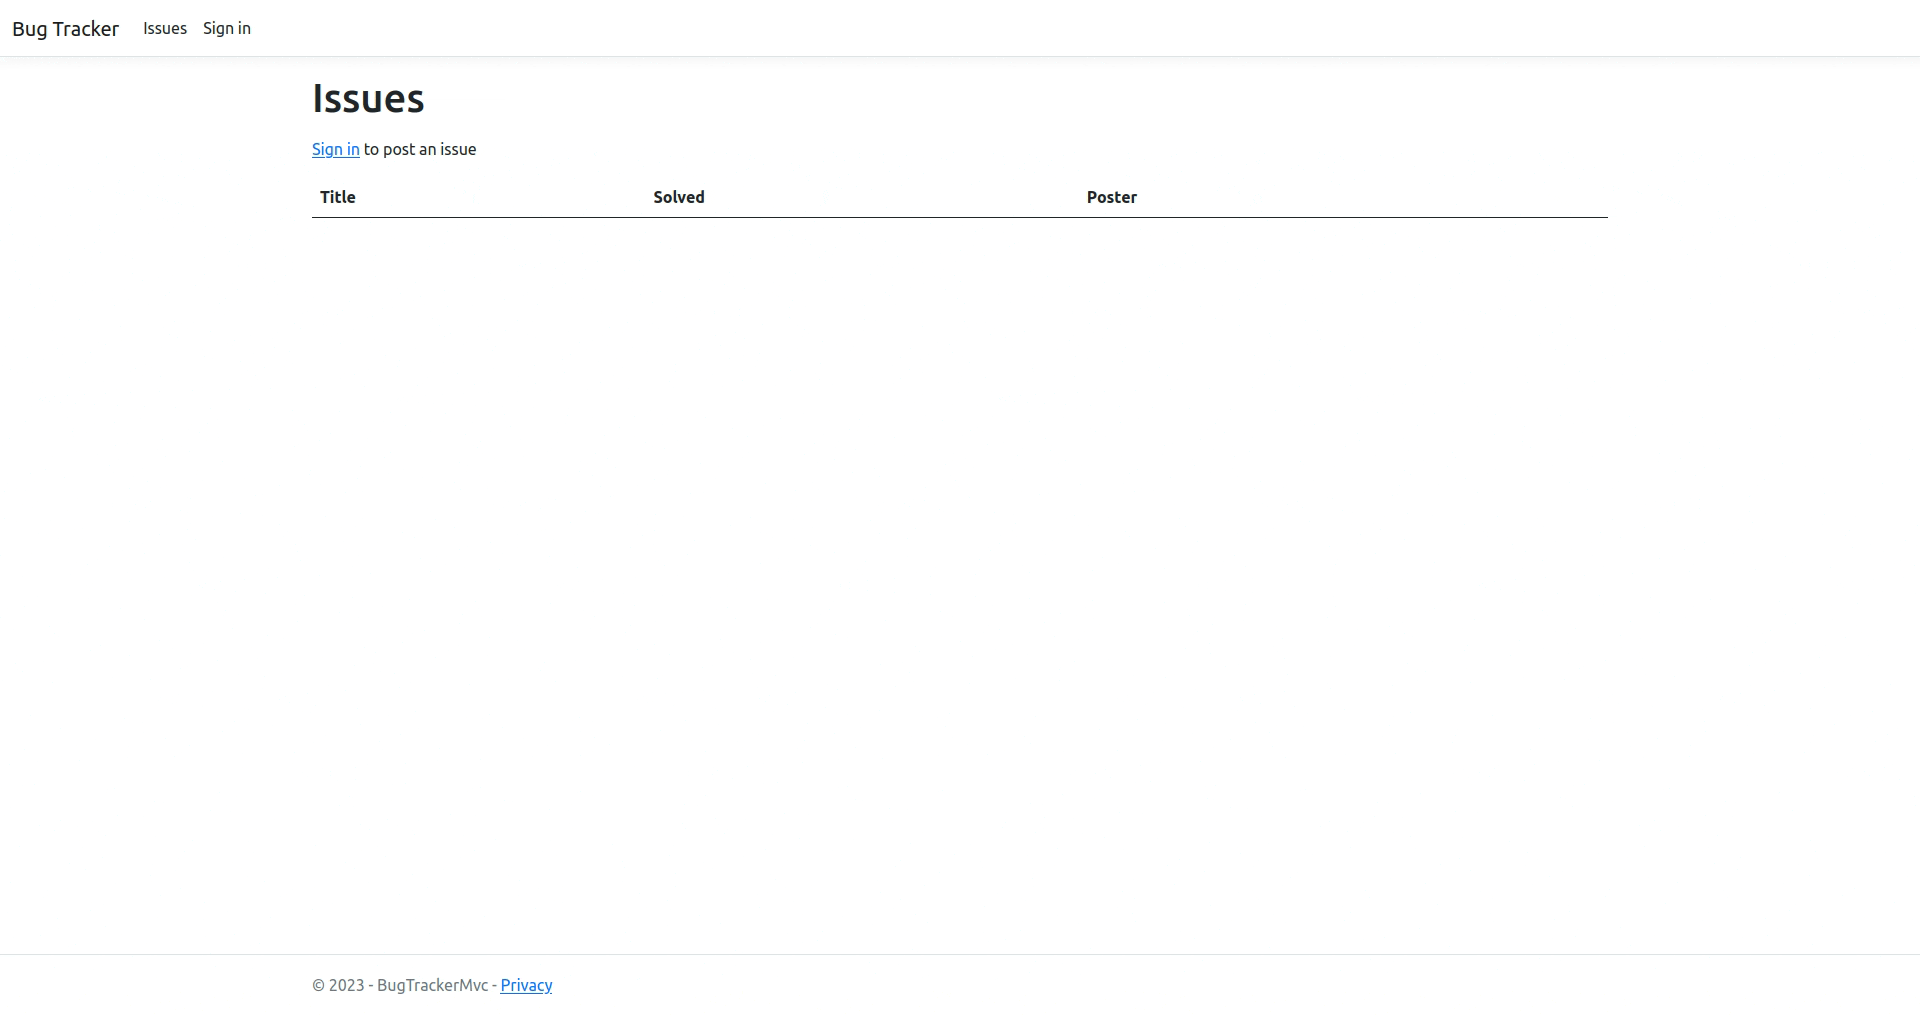 Bug Tracker Issues Sign in
Issues
Sign in to post an issue
Title Solved Poster
© 2023 - BugTrackerMvc - Privacy